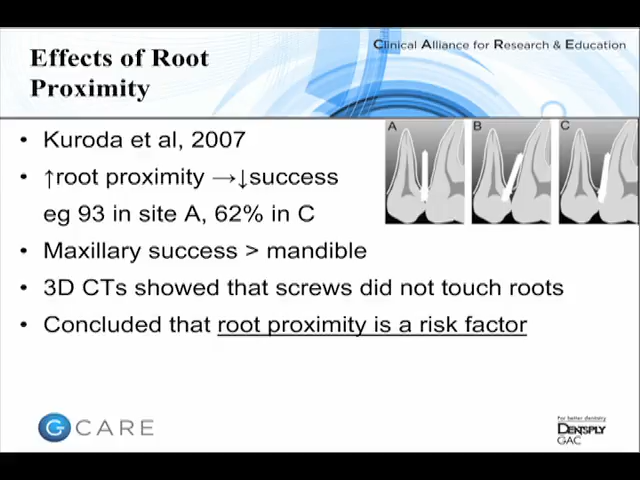 Clinical Alliance for Research & Education
Effects of Root
Proximity
• Kuroda et al, 2007
• ↑root proximity →↓success
eg 93 in site A, 62% in C
• Maxillary success > mandible
• 3D CTs showed that screws did not touch roots
• Concluded that root proximity is a risk factor
A B C
G CARE
For better dentistry
DENTSPLY
GAC